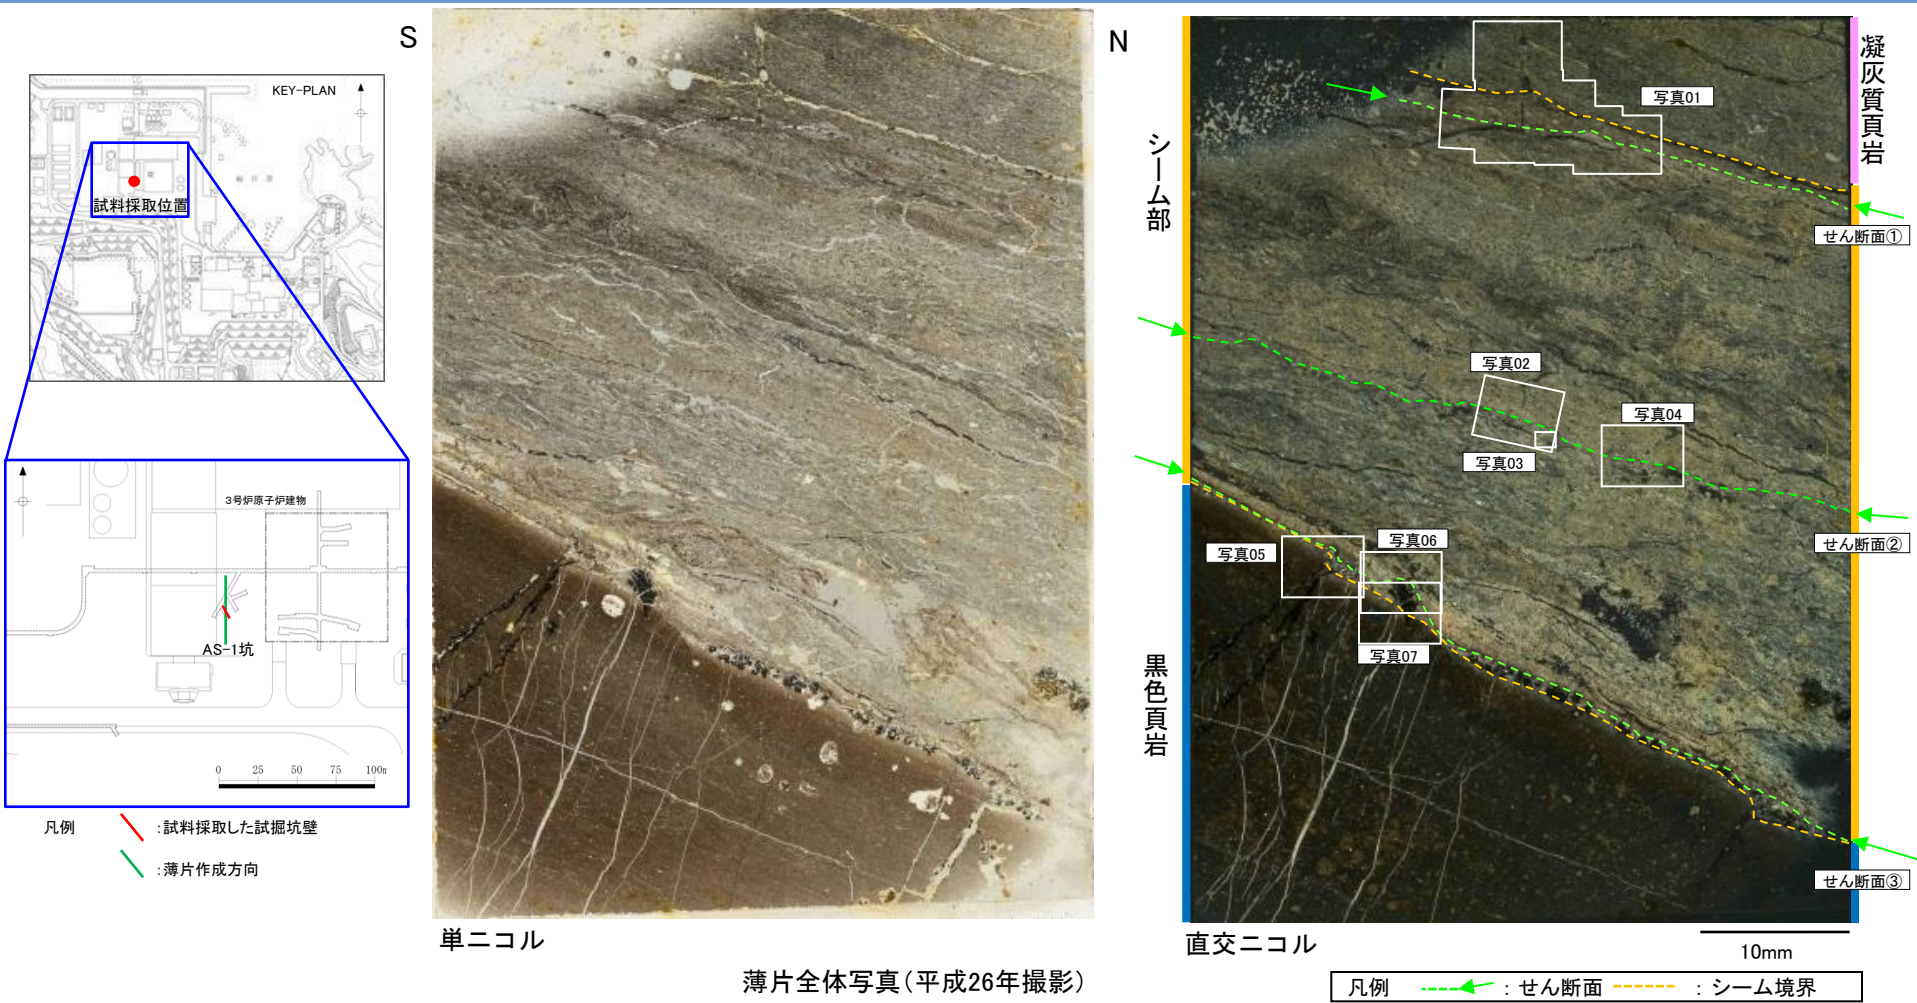 KEY-PLAN
試料採取位置
3号炉原子炉建物
AS-1坑
0 25 50 75 100m
凡例
:試料採取した試掘坑壁
:薄片作成方向
S
N
単ニコル
シーム部
黒色頁岩
凝灰質頁岩
写真01
せん断面①
写真02
写真03
写真04
せん断面②
写真05
写真06
写真07
せん断面③
直交ニコル
10mm
薄片全体写真(平成26年撮影)
凡例 :せん断面 :シーム境界